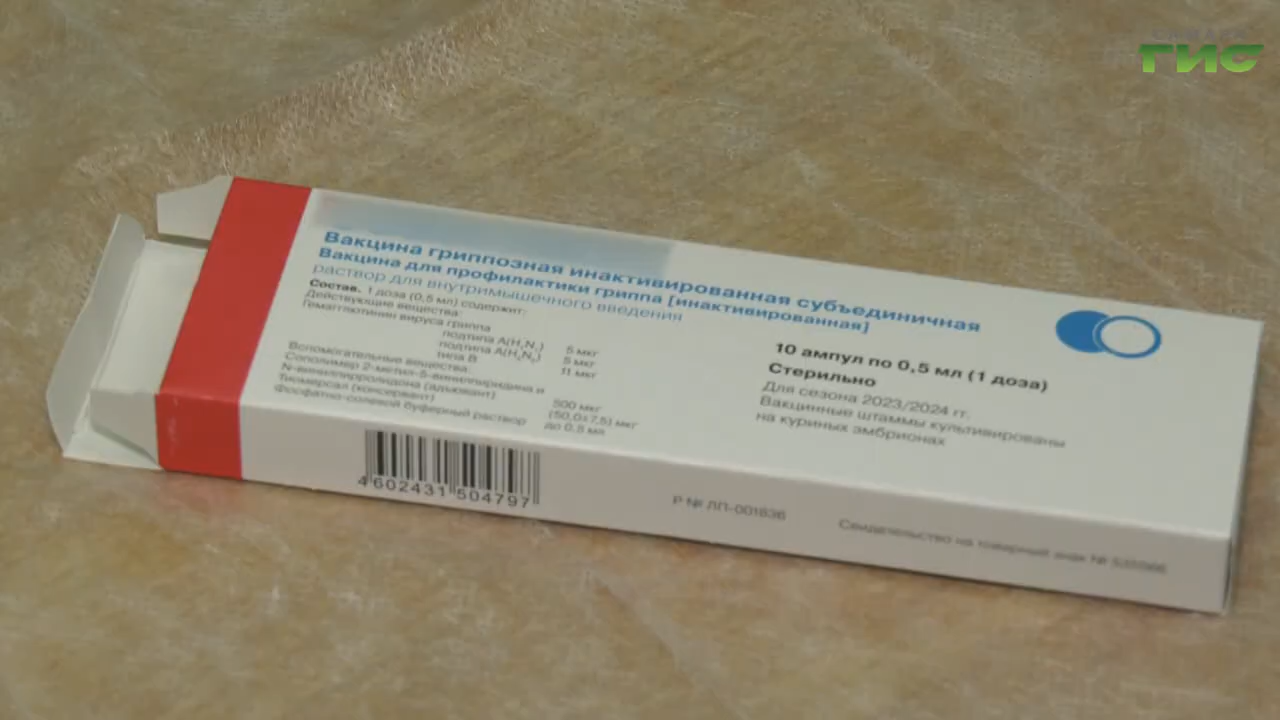 САМАРА
ГИС
Вакцина гриппозная инактивированная субъединичная
Вакцина для профилактики гриппа [инактивированная]
раствор для внутримышечного введения
Состав. 1 доза (0,5 мл) содержит:
Действующие вещества:
Гемагглютинин вируса гриппа
подтипа А(H₁N₁) 5 мкг
подтипа А(H₃N₂) 5 мкг
типа В 11 мкг
Вспомогательные вещества:
Сополимер 2-метил-5-винилпиридина и
N-винилпирролидона (адъювант) 500 мкг
Тиомерсал (консервант) (50,0±7,5) мкг
Фосфатно-солевой буферный раствор до 0.5 мл
10 ампул по 0,5 мл (1 доза)
Стерильно
Для сезона 2023/2024 гг.
Вакцинные штаммы культивированы
на куриных эмбрионах
4 602431 504797
Р № ЛП-001836
Свидетельство на товарный знак №